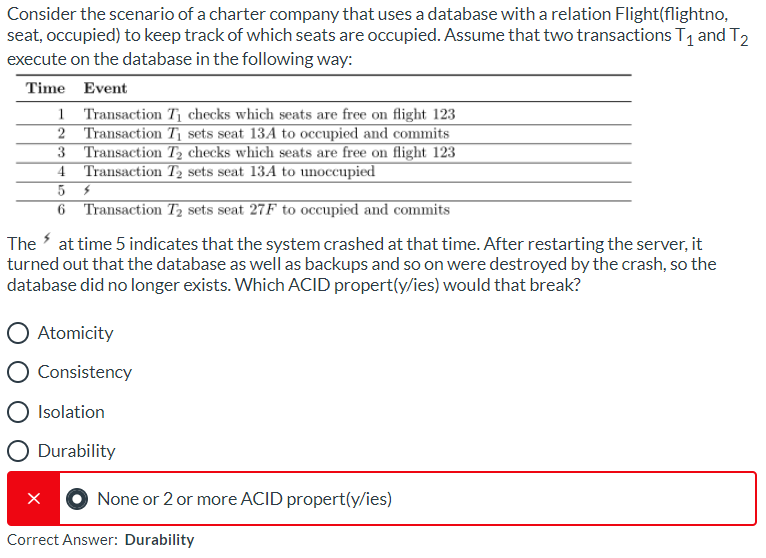 Consider the scenario of a charter company that uses a database with a relation Flight(flightno,
seat, occupied) to keep track of which seats are occupied. Assume that two transactions T1 and T2
execute on the database in the following way:
Time Event
1 Transaction T1 checks which seats are free on flight 123
2 Transaction T1 sets seat 13A to occupied and commits
3 Transaction T2 checks which seats are free on flight 123
4 Transaction T2 sets seat 13A to unoccupied
5 ⚡
6 Transaction T2 sets seat 27F to occupied and commits
The ⚡ at time 5 indicates that the system crashed at that time. After restarting the server, it
turned out that the database as well as backups and so on were destroyed by the crash, so the
database did no longer exists. Which ACID propert(y/ies) would that break?
Atomicity
Consistency
Isolation
Durability
None or 2 or more ACID propert(y/ies)
Correct Answer: Durability